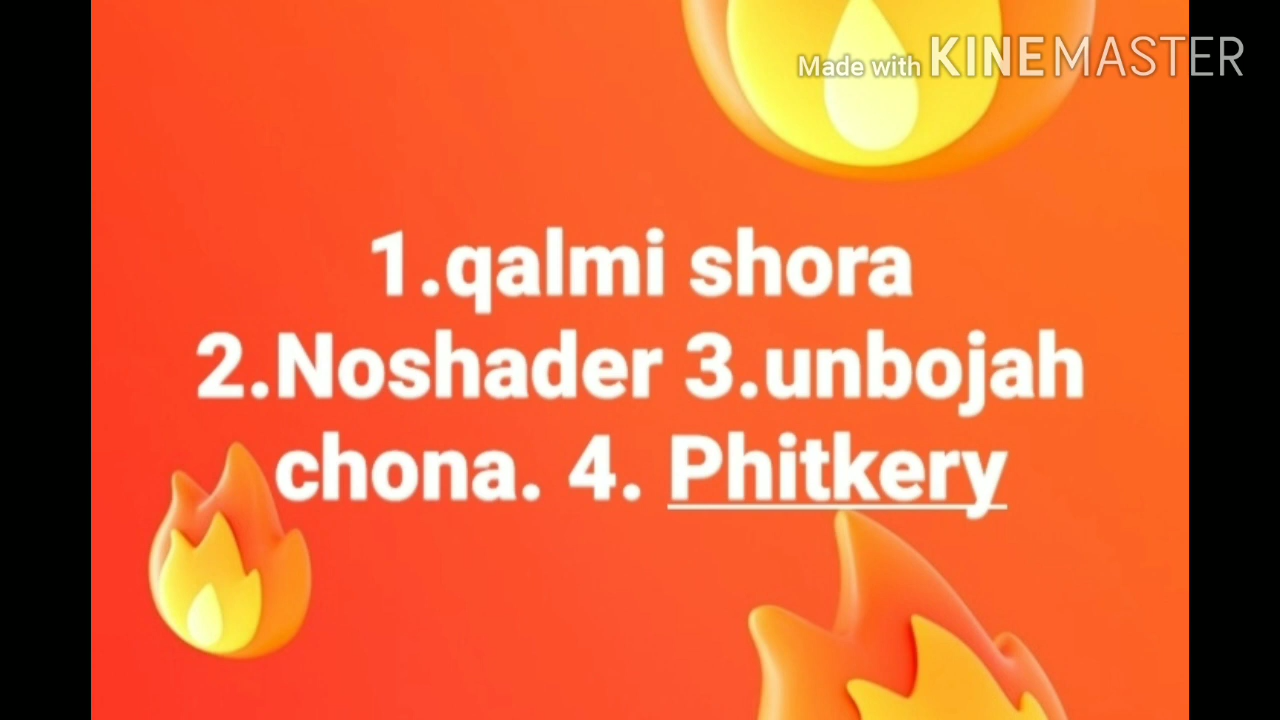 Made with KINEMASTER
1.qalmi shora
2.Noshader 3.unbojah
chona. 4. Phitkery